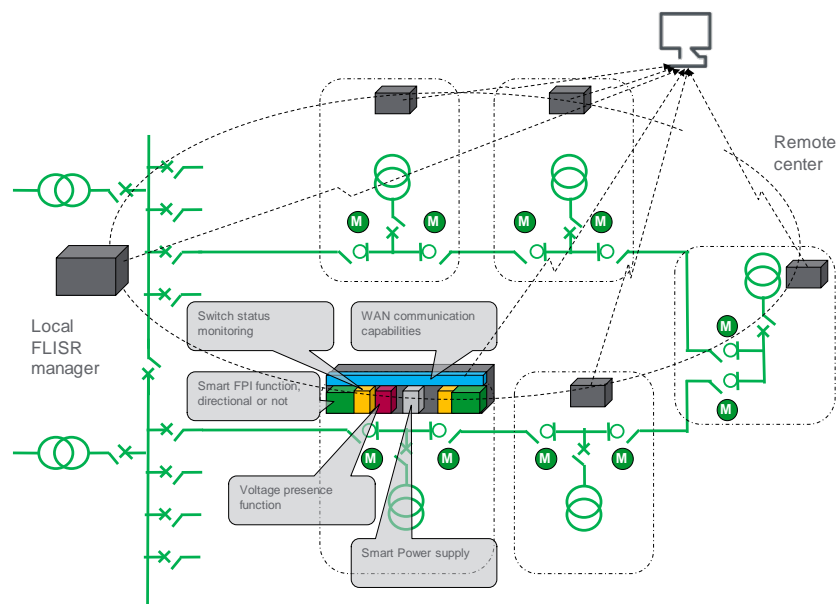 Remote
center
M
M
M
M
Local
FLISR
manager
Switch status
monitoring
WAN communication
capabilities
M
Smart FPI function,
directional or not
M
M
M
M
M
Voltage presence
function
Smart Power supply